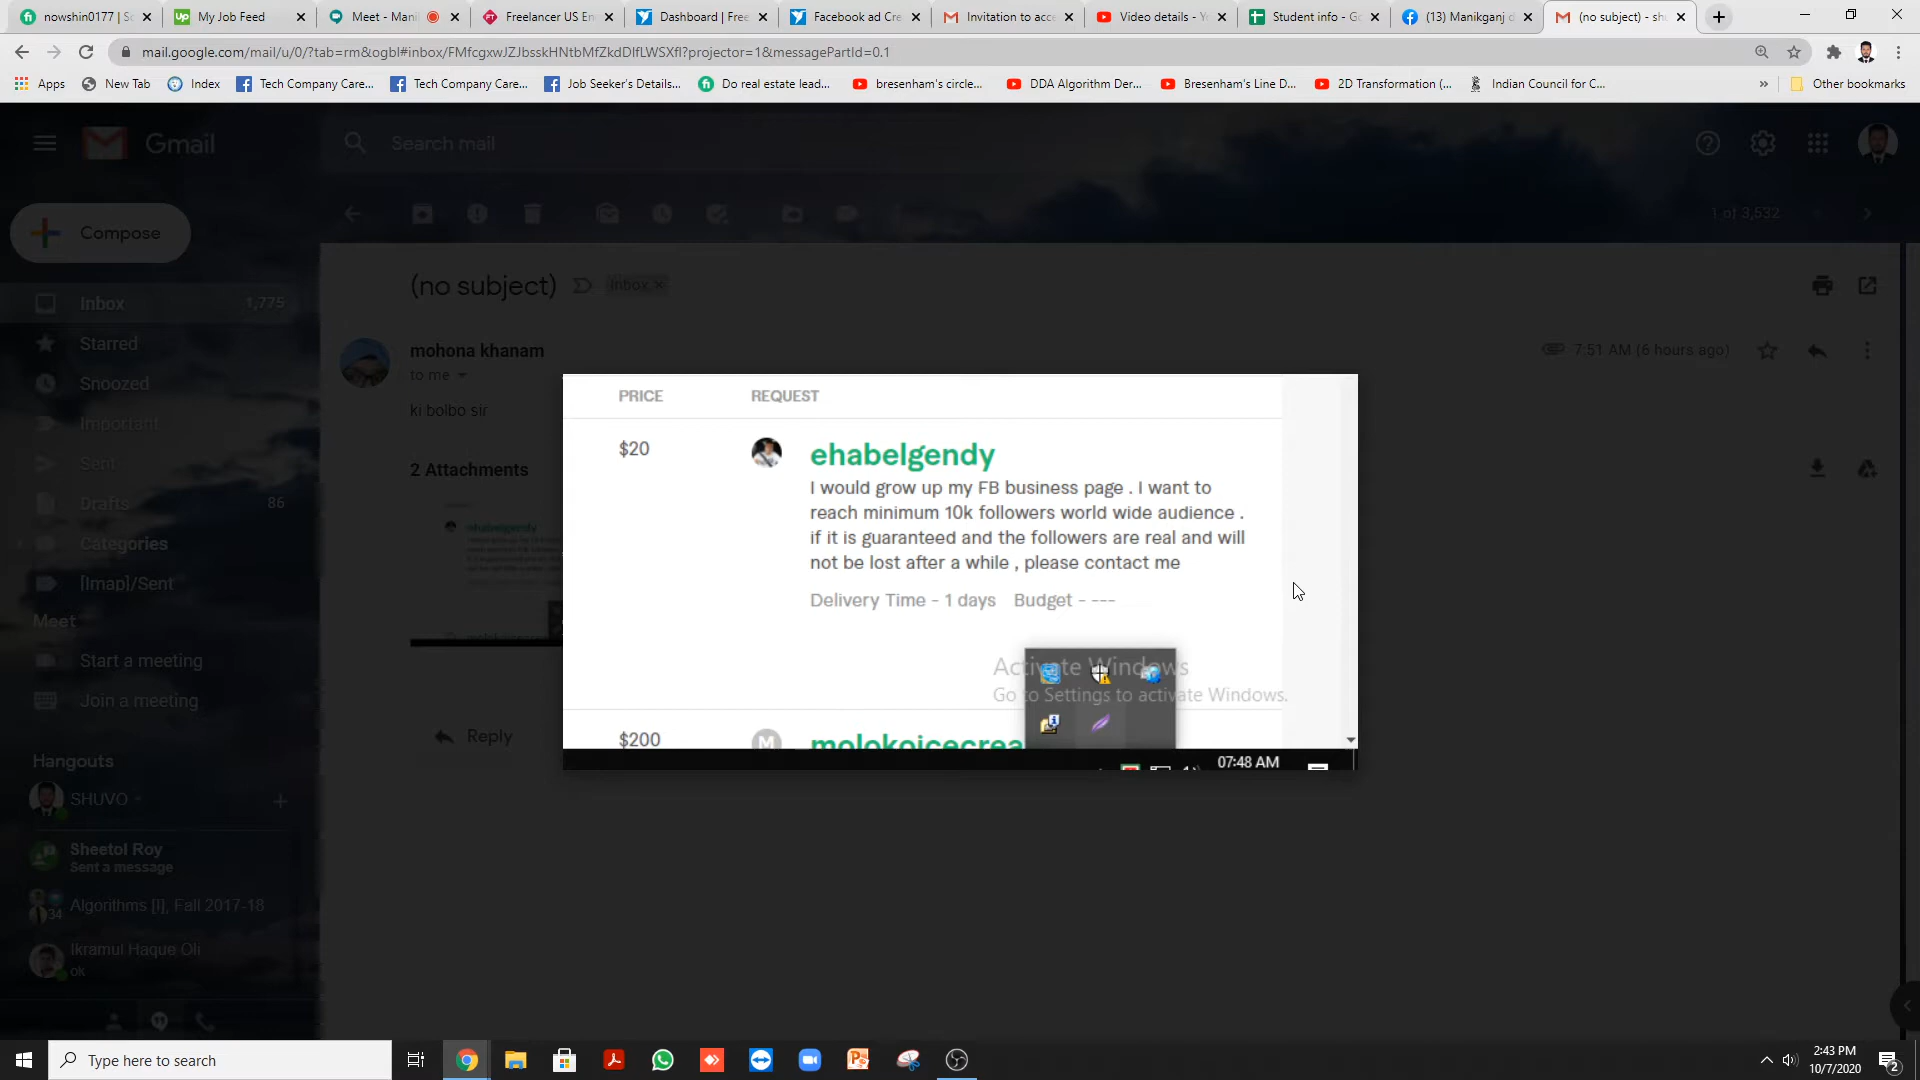 nowshin0177 | S
My Job Feed
Meet - Mani
Freelancer US En
Dashboard | Free
Facebook ad Cre
Invitation to acce
Video details - Yo
Student info - Go
(13) Manikganj d
(no subject) - sh
mail.google.com/mail/u/0/?tab=rm&ogbl#inbox/FMfcgxwJZJbsskHNtbMfZkdDlfLWSXfl?projector=1&messagePartId=0.1
Apps
New Tab
Index
Tech Company Care...
Tech Company Care...
Job Seeker's Details...
Do real estate lead...
bresenham's circle...
DDA Algorithm Der...
Bresenham's Line D...
2D Transformation (...
Indian Council for C...
»
Other bookmarks
Gmail
Search mail
Compose
1 of 3,532
(no subject)
Inbox ×
Inbox
1,775
Starred
Snoozed
Important
Sent
Drafts
86
Categories
[Imap]/Sent
Meet
Start a meeting
Join a meeting
Hangouts
SHUVO
Sheetol Roy
Sent a message
34
Algorithms [I], Fall 2017-18
Ikramul Haque Oli
ok
mohona khanam
7:51 AM (6 hours ago)
to me
ki bolbo sir
2 Attachments
ehabelgendy
Reply
PRICE
REQUEST
$20
ehabelgendy
I would grow up my FB business page . I want to
reach minimum 10k followers world wide audience .
if it is guaranteed and the followers are real and will
not be lost after a while , please contact me
Delivery Time - 1 days
Budget - ---
Activate Windows
Go to Settings to activate Windows.
$200
M
molokoicecrea
07:48 AM
Type here to search
2:43 PM
10/7/2020
2